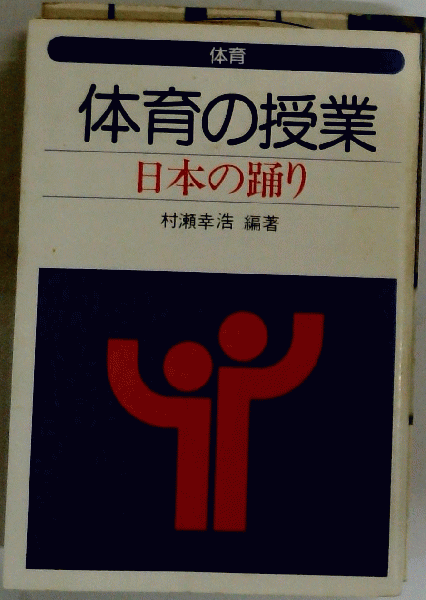 体育
体育の授業
日本の踊り
村瀬幸浩 編著